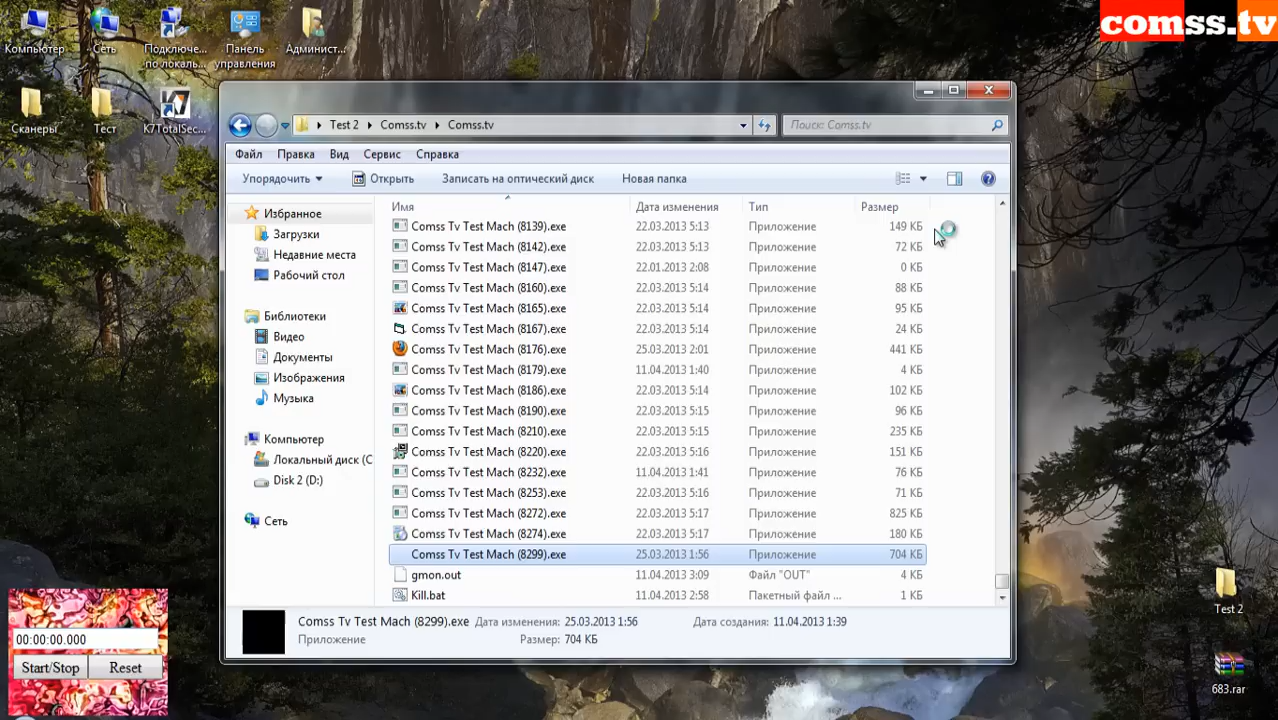 comss.tv
Компьютер
Сеть
Подключе...
по локаль...
Панель
управления
Админист...
Сканеры
Тест
K7TotalSec...
Test 2
Comss.tv
Comss.tv
Поиск: Comss.tv
Файл
Правка
Вид
Сервис
Справка
Упорядочить
Открыть
Записать на оптический диск
Новая папка
Избранное
Загрузки
Недавние места
Рабочий стол
Библиотеки
Видео
Документы
Изображения
Музыка
Компьютер
Локальный диск (C
Disk 2 (D:)
Сеть
Имя Дата изменения Тип Размер
Comss Tv Test Mach (8139).exe 22.03.2013 5:13 Приложение 149 КБ
Comss Tv Test Mach (8142).exe 22.03.2013 5:13 Приложение 72 КБ
Comss Tv Test Mach (8147).exe 22.01.2013 2:08 Приложение 0 КБ
Comss Tv Test Mach (8160).exe 22.03.2013 5:14 Приложение 88 КБ
Comss Tv Test Mach (8165).exe 22.03.2013 5:14 Приложение 95 КБ
Comss Tv Test Mach (8167).exe 22.03.2013 5:14 Приложение 24 КБ
Comss Tv Test Mach (8176).exe 25.03.2013 2:01 Приложение 441 КБ
Comss Tv Test Mach (8179).exe 11.04.2013 1:40 Приложение 4 КБ
Comss Tv Test Mach (8186).exe 22.03.2013 5:14 Приложение 102 КБ
Comss Tv Test Mach (8190).exe 22.03.2013 5:15 Приложение 96 КБ
Comss Tv Test Mach (8210).exe 22.03.2013 5:15 Приложение 235 КБ
Comss Tv Test Mach (8220).exe 22.03.2013 5:16 Приложение 151 КБ
Comss Tv Test Mach (8232).exe 11.04.2013 1:41 Приложение 76 КБ
Comss Tv Test Mach (8253).exe 22.03.2013 5:16 Приложение 71 КБ
Comss Tv Test Mach (8272).exe 22.03.2013 5:17 Приложение 825 КБ
Comss Tv Test Mach (8274).exe 22.03.2013 5:17 Приложение 180 КБ
Comss Tv Test Mach (8299).exe 25.03.2013 1:56 Приложение 704 КБ
gmon.out 11.04.2013 3:09 Файл "OUT" 4 КБ
Kill.bat 11.04.2013 2:58 Пакетный файл ... 1 КБ
Comss Tv Test Mach (8299).exe Дата изменения: 25.03.2013 1:56 Дата создания: 11.04.2013 1:39
Приложение Размер: 704 КБ
00:00:00.000
Start/Stop
Reset
Test 2
683.rar